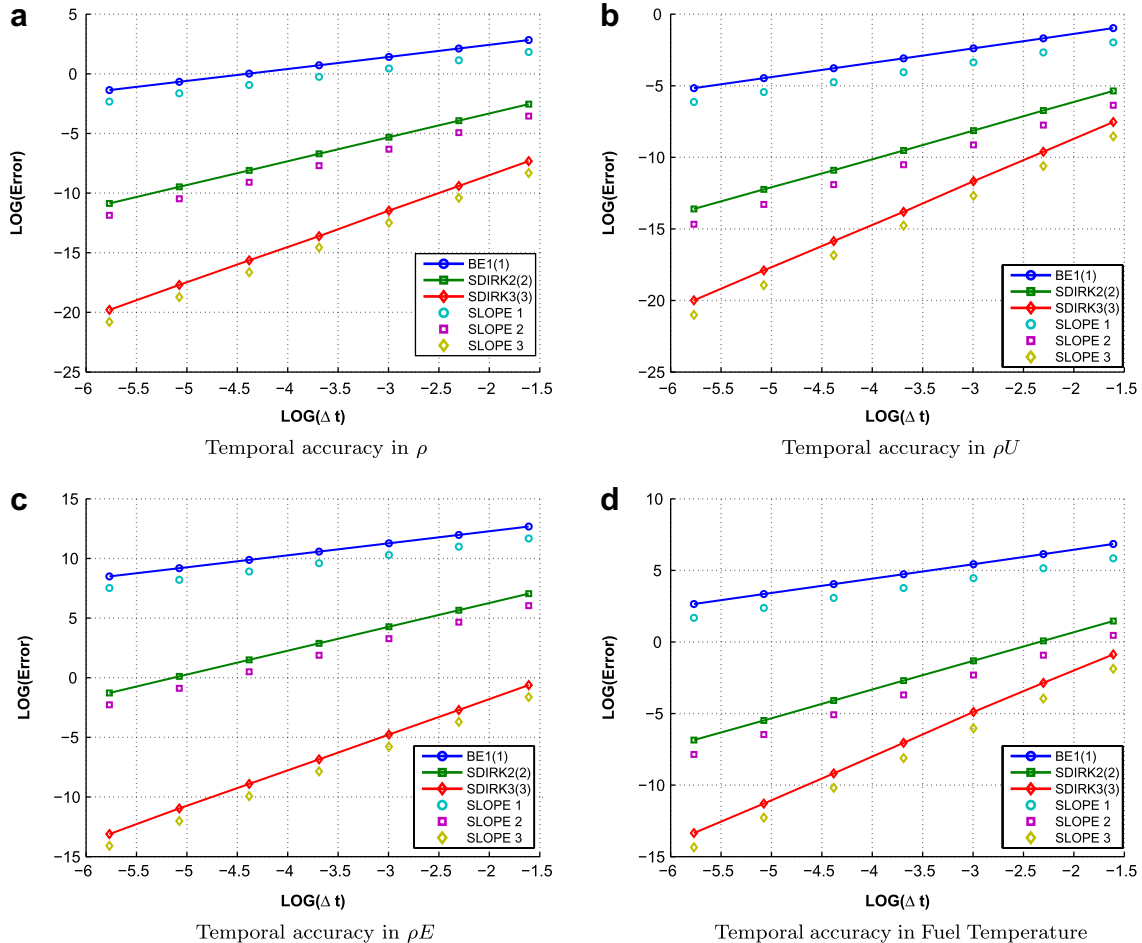 a
5
0
−5
−10
−15
−20
−25
LOG(Error)
−6 −5.5 −5 −4.5 −4 −3.5 −3 −2.5 −2 −1.5
LOG(Δ t)
BE1(1)
SDIRK2(2)
SDIRK3(3)
SLOPE 1
SLOPE 2
SLOPE 3
Temporal accuracy in ρ
b
0
−5
−10
−15
−20
−25
LOG(Error)
−6 −5.5 −5 −4.5 −4 −3.5 −3 −2.5 −2 −1.5
LOG(Δ t)
BE1(1)
SDIRK2(2)
SDIRK3(3)
SLOPE 1
SLOPE 2
SLOPE 3
Temporal accuracy in ρU
c
15
10
5
0
−5
−10
−15
LOG(Error)
−6 −5.5 −5 −4.5 −4 −3.5 −3 −2.5 −2 −1.5
LOG(Δ t)
BE1(1)
SDIRK2(2)
SDIRK3(3)
SLOPE 1
SLOPE 2
SLOPE 3
Temporal accuracy in ρE
d
10
5
0
−5
−10
−15
LOG(Error)
−6 −5.5 −5 −4.5 −4 −3.5 −3 −2.5 −2 −1.5
LOG(Δ t)
BE1(1)
SDIRK2(2)
SDIRK3(3)
SLOPE 1
SLOPE 2
SLOPE 3
Temporal accuracy in Fuel Temperature